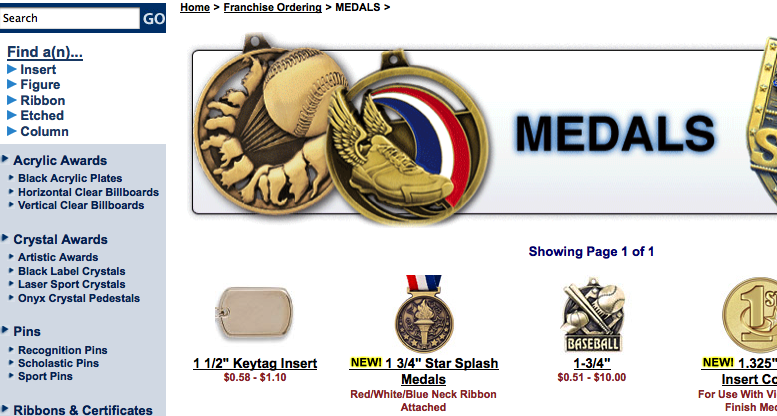 Search GO
Home > Franchise Ordering > MEDALS >
Find a(n)...
Insert
Figure
Ribbon
Etched
Column
Acrylic Awards
Black Acrylic Plates
Horizontal Clear Billboards
Vertical Clear Billboards
Crystal Awards
Artistic Awards
Black Label Crystals
Laser Sport Crystals
Onyx Crystal Pedestals
Pins
Recognition Pins
Scholastic Pins
Sport Pins
Ribbons & Certificates
MEDALS
Showing Page 1 of 1
1 1/2" Keytag Insert
$0.58 - $1.10
NEW! 1 3/4" Star Splash
Medals
Red/White/Blue Neck Ribbon
Attached
BASEBALL
1-3/4"
$0.51 - $10.00
1ST
NEW! 1.325"
Insert Co
For Use With Vi
Finish Med